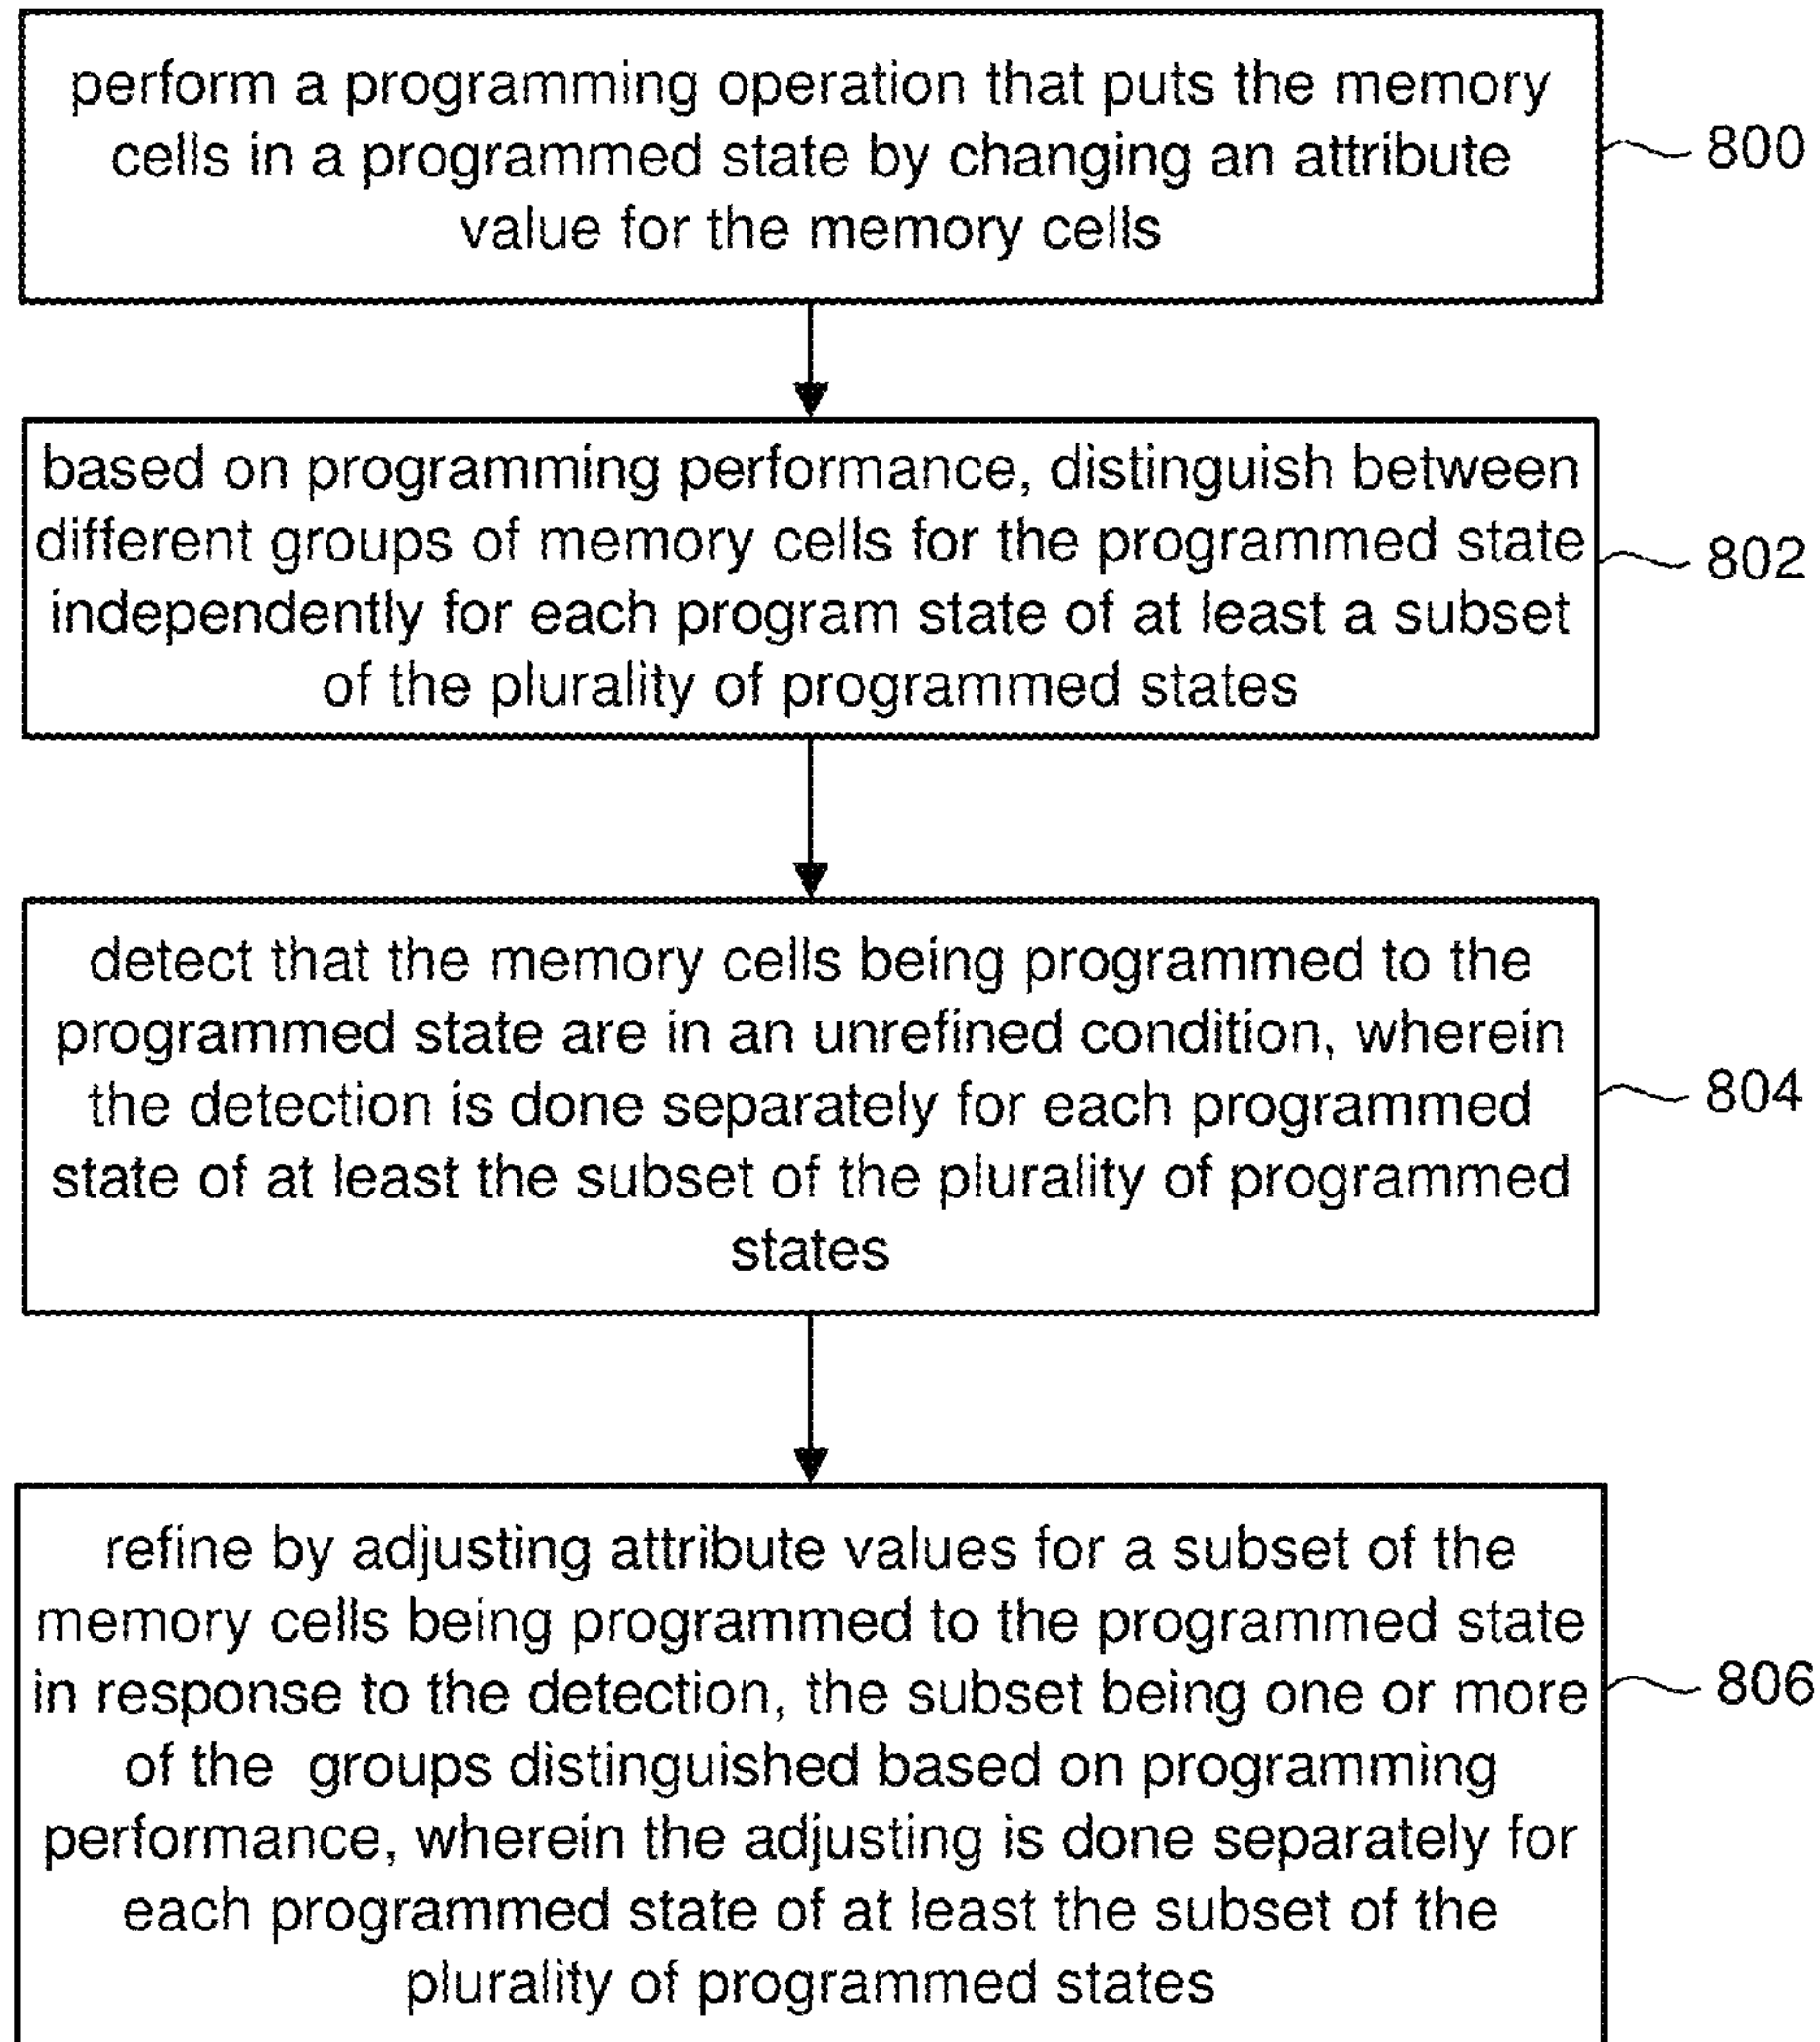 perform a programming operation that puts the memory
cells in a programmed state by changing an attribute
value for the memory cells
800
based on programming performance, distinguish between
different groups of memory cells for the programmed state
independently for each program state of at least a subset
of the plurality of programmed states
802
detect that the memory cells being programmed to the
programmed state are in an unrefined condition, wherein
the detection is done separately for each programmed
state of at least the subset of the plurality of programmed
states
804
refine by adjusting attribute values for a subset of the
memory cells being programmed to the programmed state
in response to the detection, the subset being one or more
of the groups distinguished based on programming
performance, wherein the adjusting is done separately for
each programmed state of at least the subset of the
plurality of programmed states
806